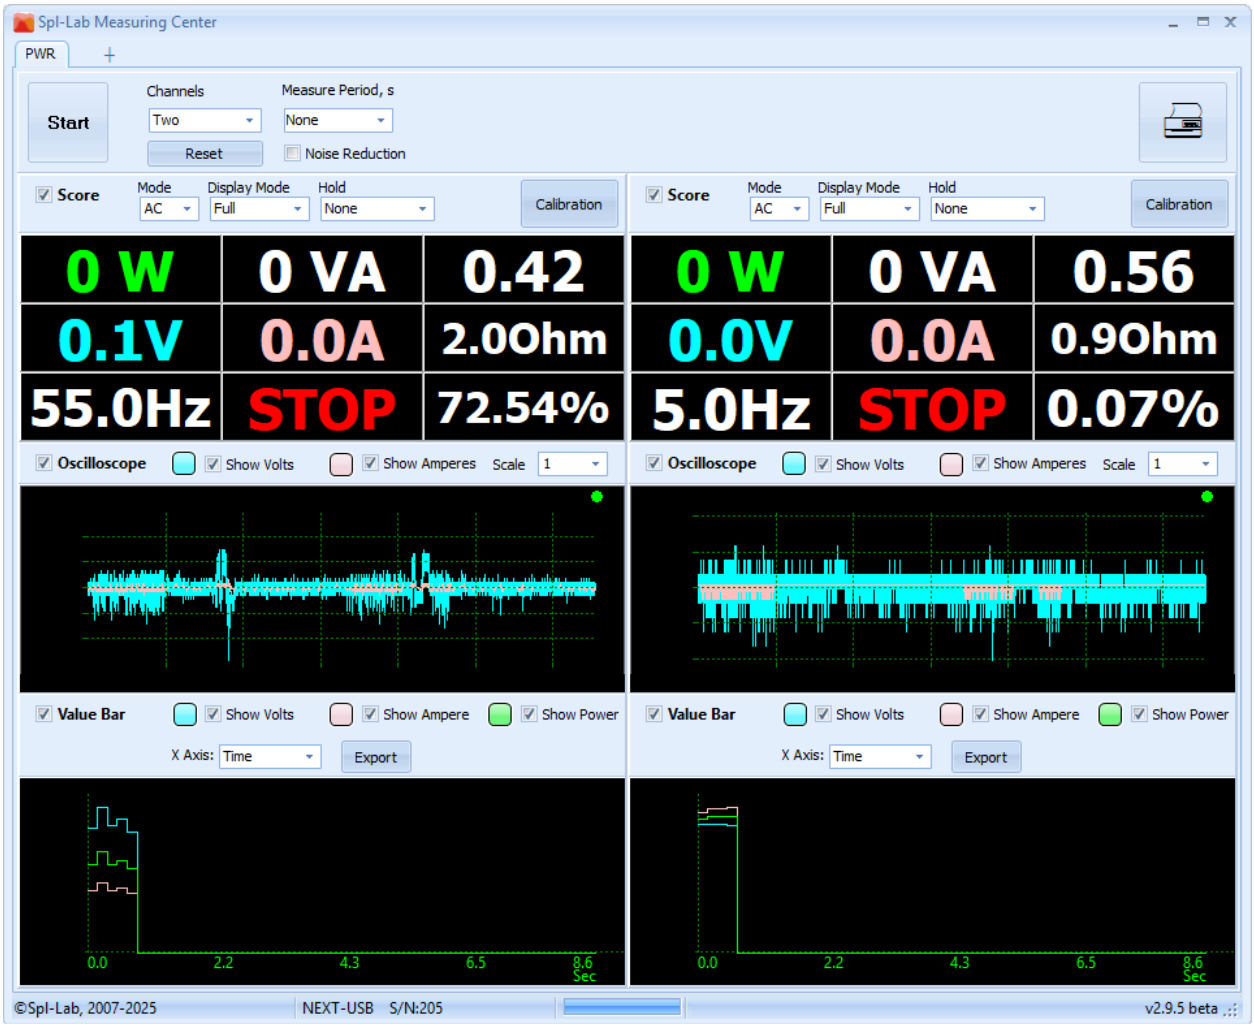 Spl-Lab Measuring Center
PWR +
Channels Measure Period, s
Start Two None
Reset Noise Reduction
Score Mode Display Mode Hold
AC Full None Calibration
0 W 0 VA 0.42
0.1V 0.0A 2.0Ohm
55.0Hz STOP 72.54%
Oscilloscope Show Volts Show Amperes Scale 1
Value Bar Show Volts Show Ampere Show Power
X Axis: Time Export
0.0 2.2 4.3 6.5 8.6
Sec
Score Mode Display Mode Hold
AC Full None Calibration
0 W 0 VA 0.56
0.0V 0.0A 0.9Ohm
5.0Hz STOP 0.07%
Oscilloscope Show Volts Show Amperes Scale 1
Value Bar Show Volts Show Ampere Show Power
X Axis: Time Export
0.0 2.2 4.3 6.5 8.6
Sec
©Spl-Lab, 2007-2025 NEXT-USB S/N:205 v2.9.5 beta